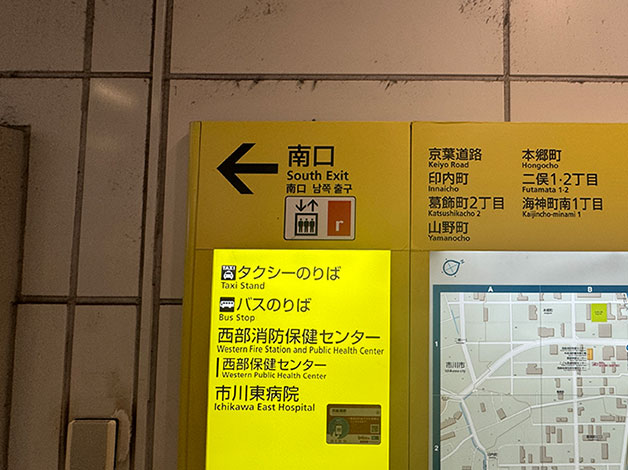 南口
South Exit
南口 남쪽 출구
r
TAXI タクシーのりば
Taxi Stand
バスのりば
Bus Stop
西部消防保健センター
Western Fire Station and Public Health Center
西部保健センター
Western Public Health Center
市川東病院
Ichikawa East Hospital
京葉道路 本郷町
Keiyo Road Hongocho
印内町 二俣1·2丁目
Innaicho Futamata 1·2
葛飾町2丁目 海神町南1丁目
Katsushikacho 2 Kaijincho-minami 1
山野町
Yamanocho
A B
1
市川市
2